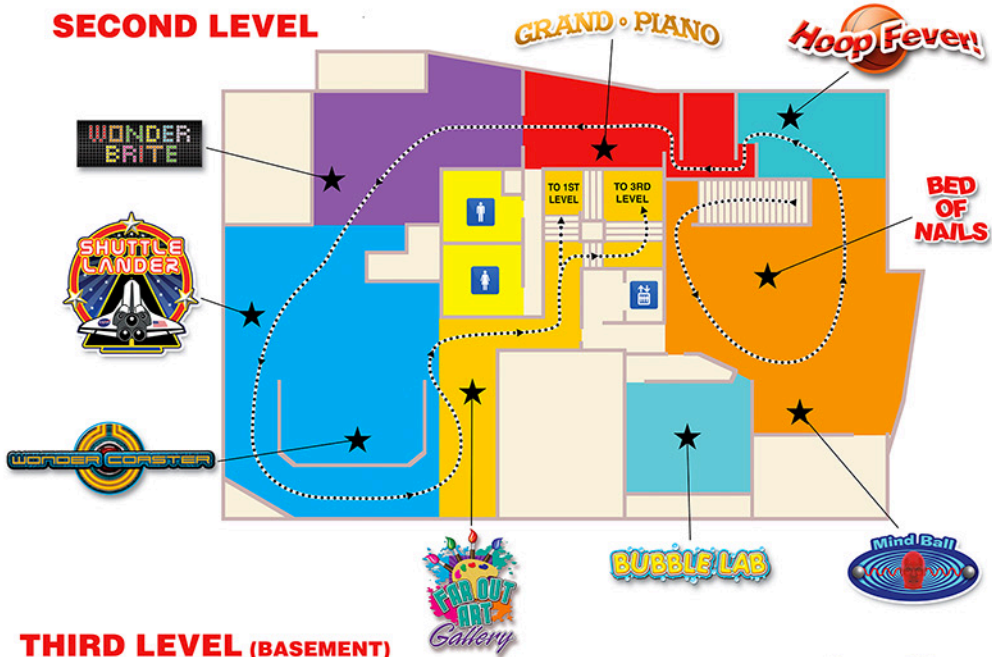 SECOND LEVEL
GRAND • PIANO
Hoop Fever!
WONDER
BRITE
TO 1ST
LEVEL
TO 3RD
LEVEL
BED
OF
NAILS
SHUTTLE
LANDER
WONDER COASTER
FAR OUT
ART
Gallery
BUBBLE LAB
Mind Ball
THIRD LEVEL (BASEMENT)